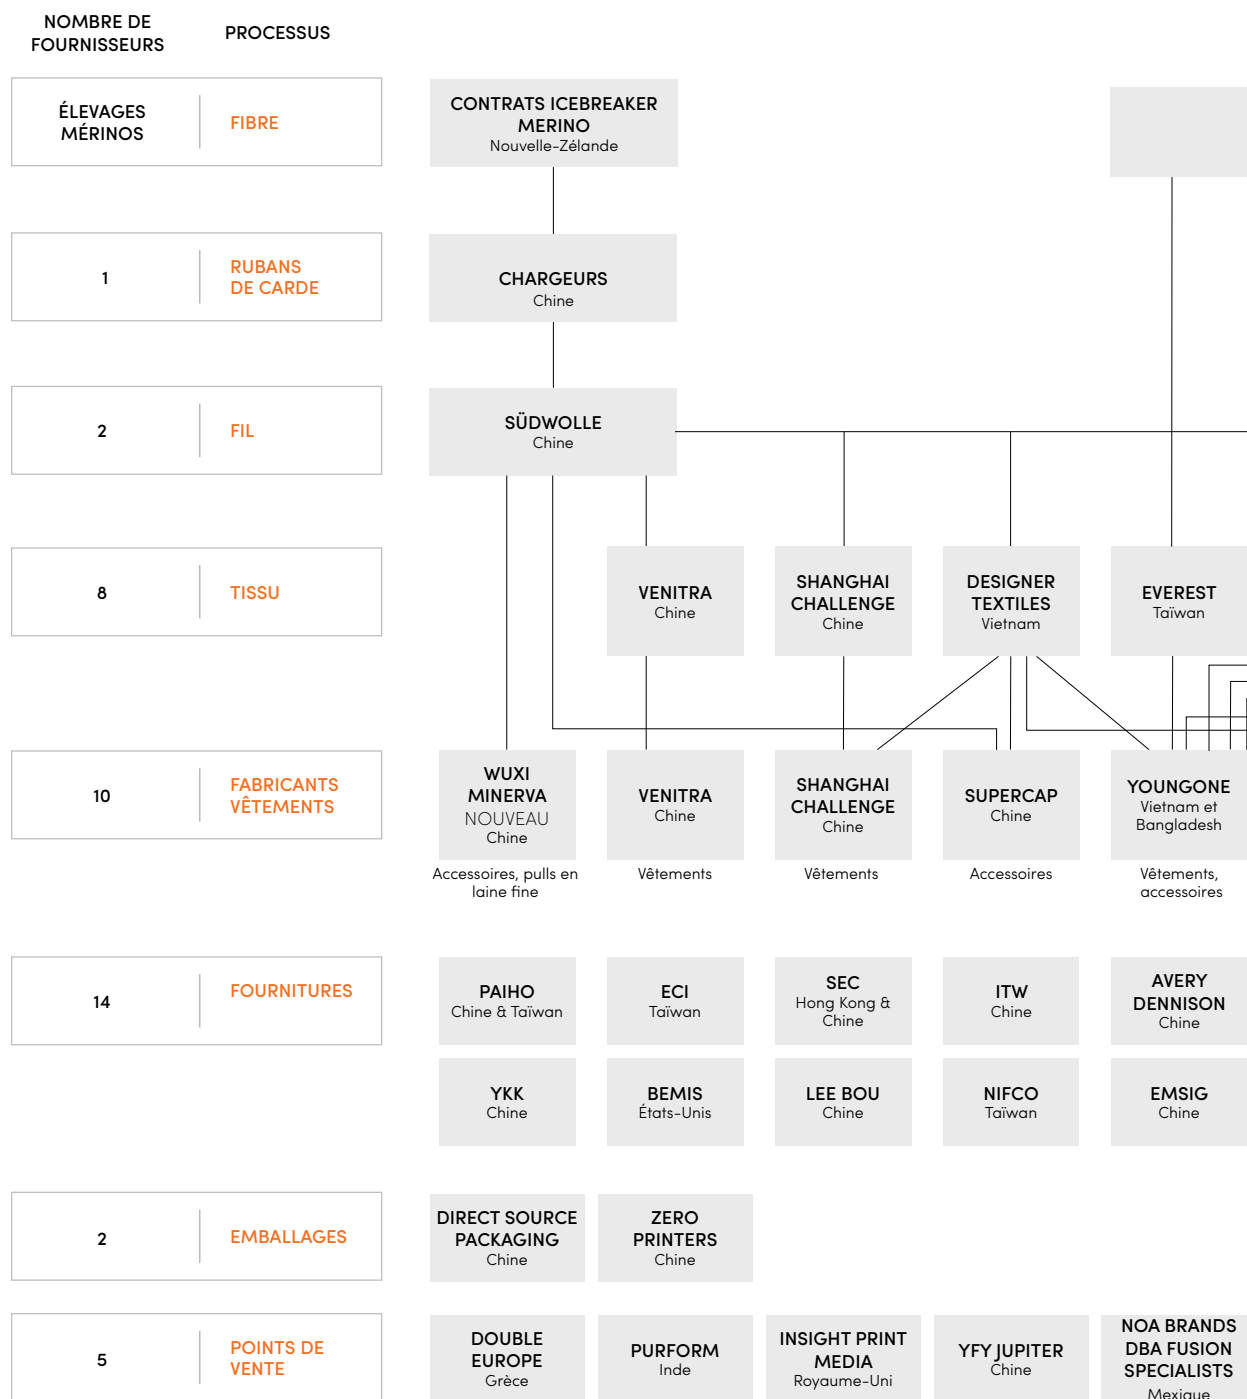 NOMBRE DE
FOURNISSEURS
PROCESSUS
ÉLEVAGES
MÉRINOS
FIBRE
CONTRATS ICEBREAKER
MERINO
Nouvelle-Zélande
1
RUBANS
DE CARDE
CHARGEURS
Chine
2
FIL
SÜDWOLLE
Chine
8
TISSU
VENITRA
Chine
SHANGHAI
CHALLENGE
Chine
DESIGNER
TEXTILES
Vietnam
EVEREST
Taïwan
10
FABRICANTS
VÊTEMENTS
WUXI
MINERVA
NOUVEAU
Chine
Accessoires, pulls en
laine fine
VENITRA
Chine
Vêtements
SHANGHAI
CHALLENGE
Chine
Vêtements
SUPERCAP
Chine
Accessoires
YOUNGONE
Vietnam et
Bangladesh
Vêtements,
accessoires
14
FOURNITURES
PAIHO
Chine & Taïwan
ECI
Taïwan
SEC
Hong Kong &
Chine
ITW
Chine
AVERY
DENNISON
Chine
YKK
Chine
BEMIS
États-Unis
LEE BOU
Chine
NIFCO
Taïwan
EMSIG
Chine
2
EMBALLAGES
DIRECT SOURCE
PACKAGING
Chine
ZERO
PRINTERS
Chine
5
POINTS DE
VENTE
DOUBLE
EUROPE
Grèce
PURFORM
Inde
INSIGHT PRINT
MEDIA
Royaume-Uni
YFY JUPITER
Chine
NOA BRANDS
DBA FUSION
SPECIALISTS
Mexique